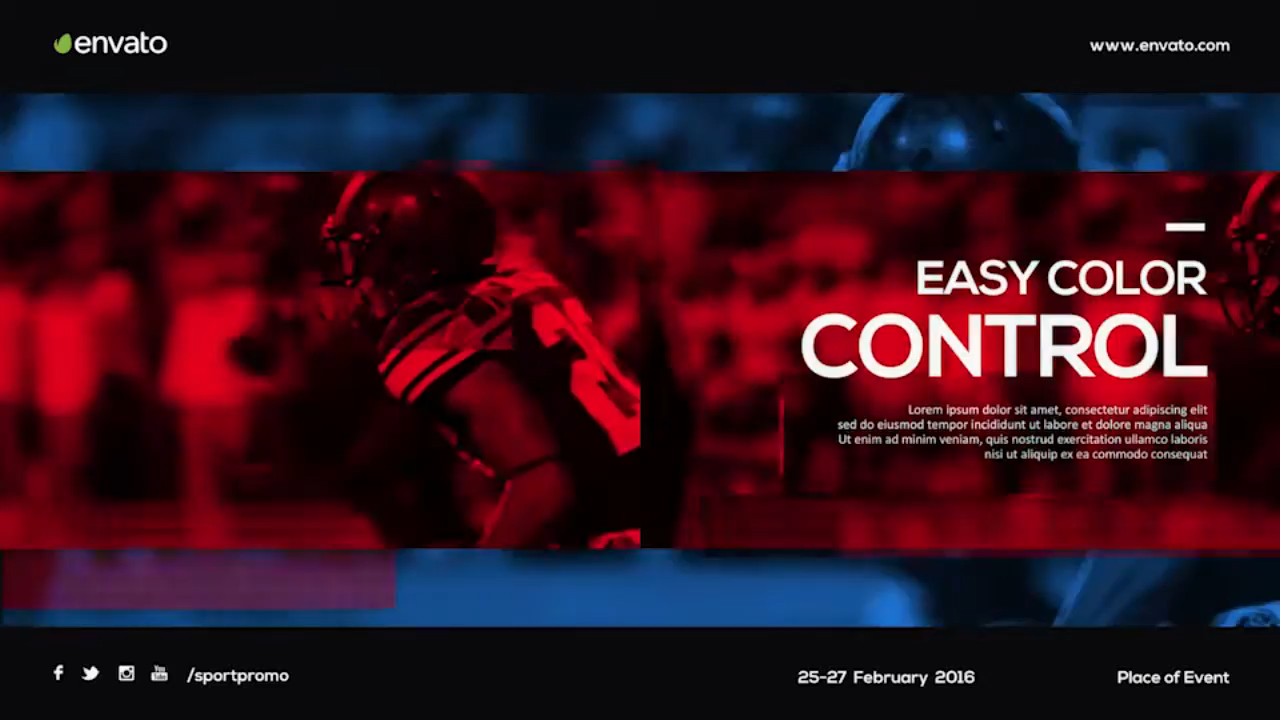 envato
www.envato.com
EASY COLOR
CONTROL
Lorem ipsum dolor sit amet, consectetur adipiscing elit
sed do eiusmod tempor incididunt ut labore et dolore magna aliqua
Ut enim ad minim veniam, quis nostrud exercitation ullamco laboris
nisi ut aliquip ex ea commodo consequat
You
Tube
/sportpromo
25-27 February 2016
Place of Event